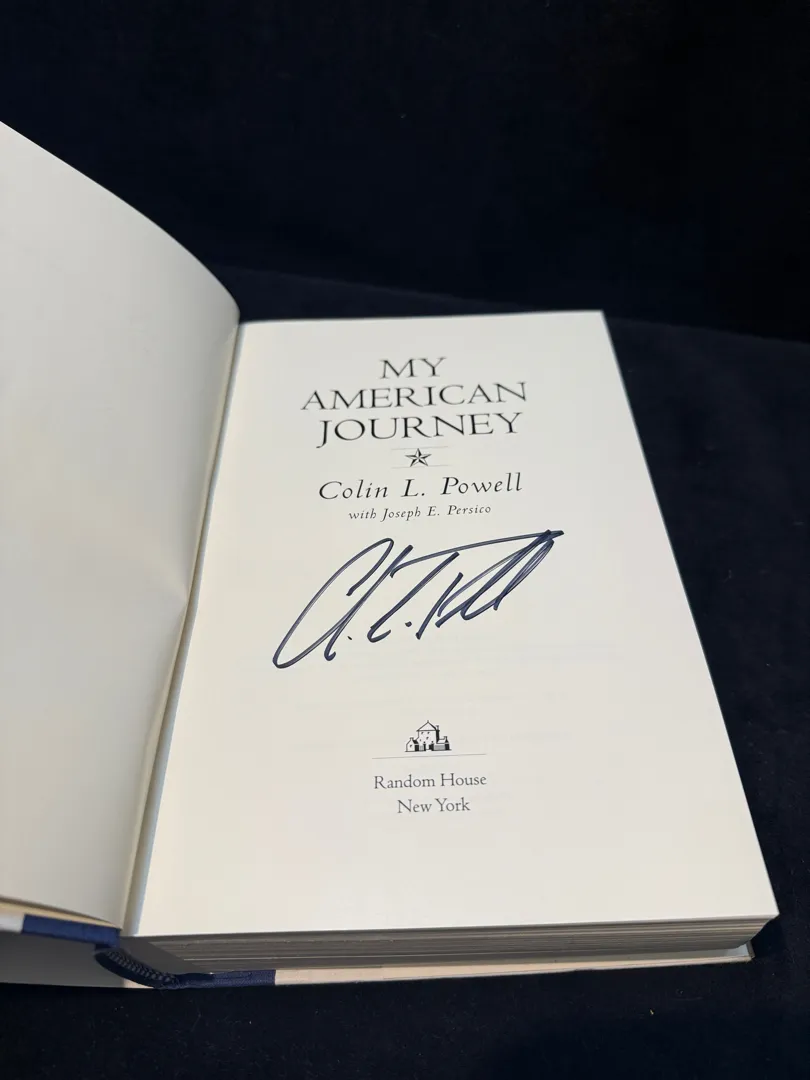 MY
AMERICAN
JOURNEY
Colin L. Powell
with Joseph E. Persico
Random House
New York